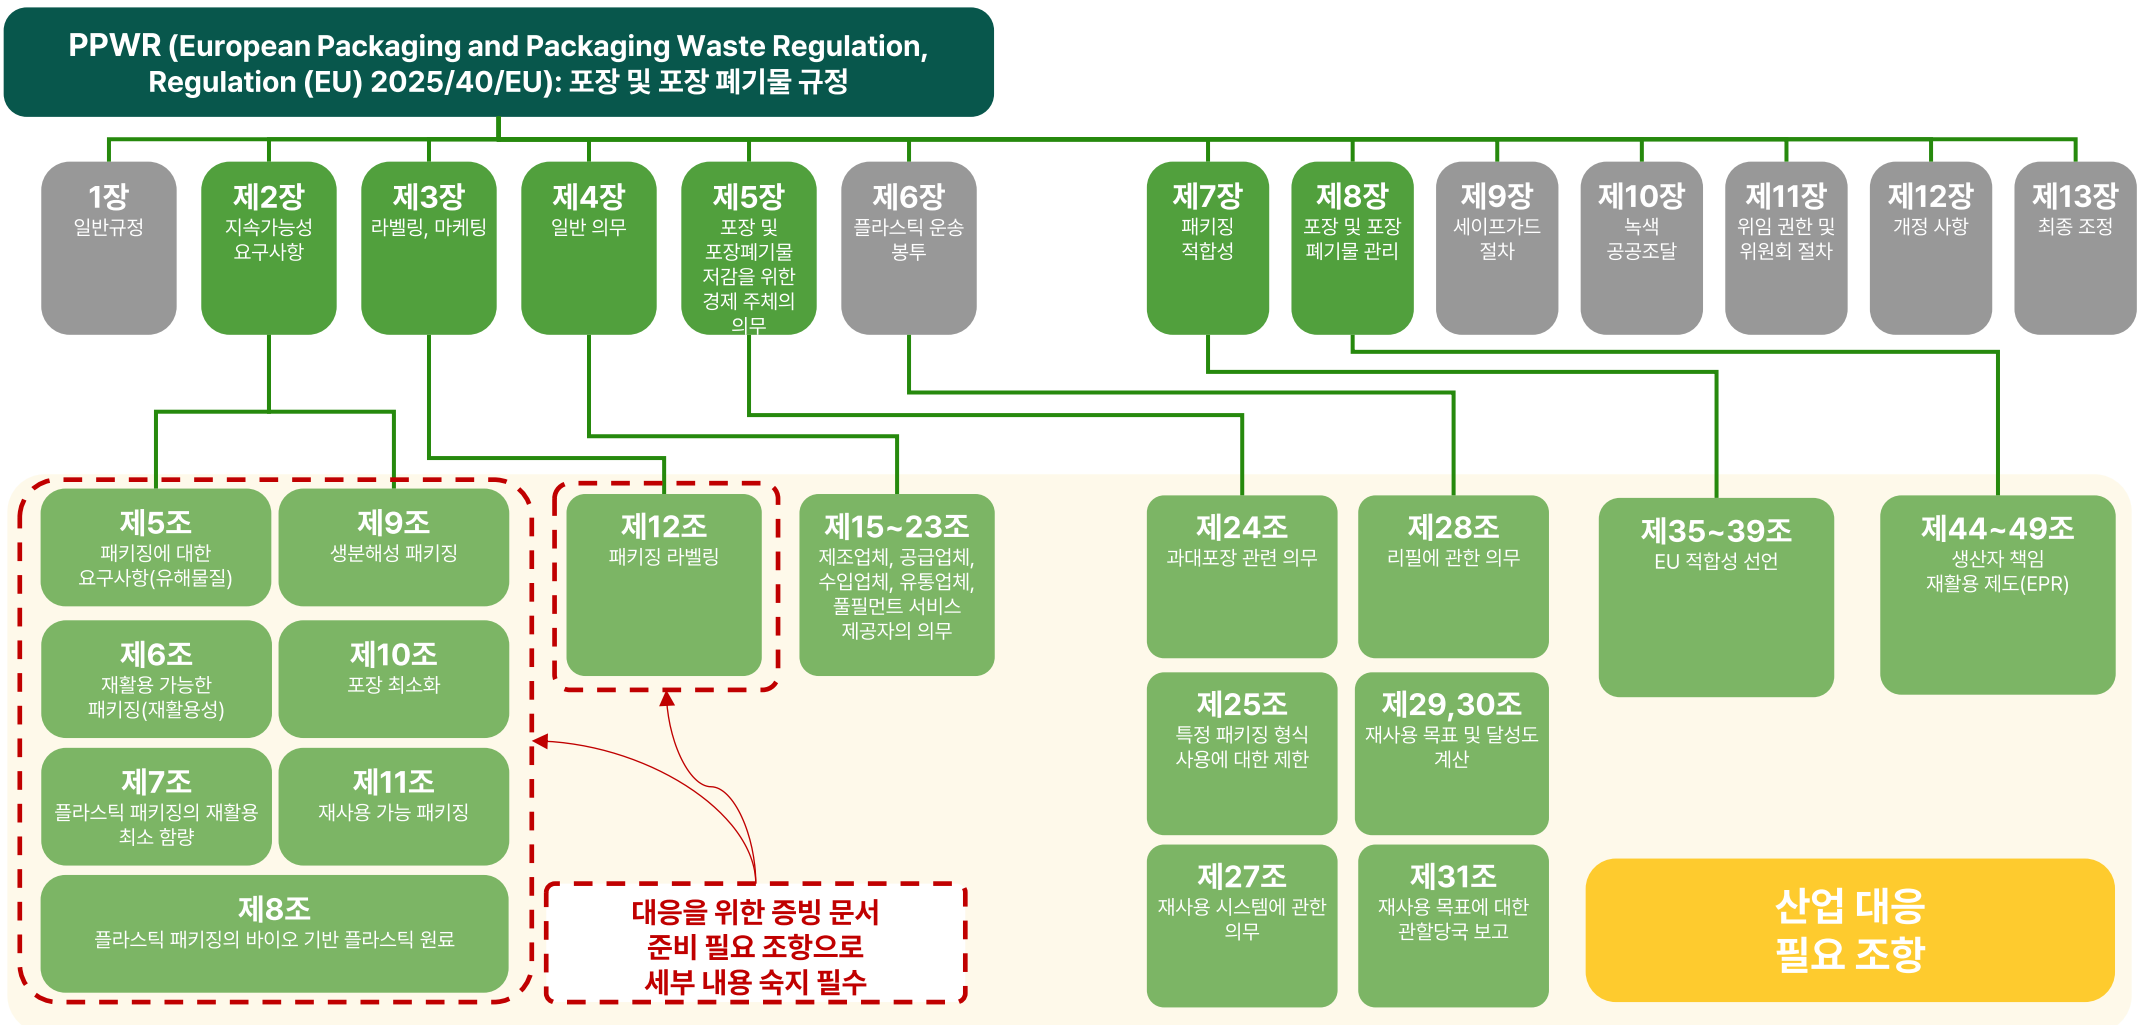 PPWR (European Packaging and Packaging Waste Regulation,
Regulation (EU) 2025/40/EU): 포장 및 포장 폐기물 규정
1장
일반규정
제2장
지속가능성
요구사항
제3장
라벨링, 마케팅
제4장
일반 의무
제5장
포장 및
포장폐기물
저감을 위한
경제 주체의
의무
제6장
플라스틱 운송
봉투
제7장
패키징
적합성
제8장
포장 및 포장
폐기물 관리
제9장
세이프가드
절차
제10장
녹색
공공조달
제11장
위임 권한 및
위원회 절차
제12장
개정 사항
제13장
최종 조정
제5조
패키징에 대한
요구사항(유해물질)
제9조
생분해성 패키징
제6조
재활용 가능한
패키징(재활용성)
제10조
포장 최소화
제7조
플라스틱 패키징의 재활용
최소 함량
제11조
재사용 가능 패키징
제8조
플라스틱 패키징의 바이오 기반 플라스틱 원료
제12조
패키징 라벨링
제15~23조
제조업체, 공급업체,
수입업체, 유통업체,
풀필먼트 서비스
제공자의 의무
대응을 위한 증빙 문서
준비 필요 조항으로
세부 내용 숙지 필수
제24조
과대포장 관련 의무
제28조
리필에 관한 의무
제25조
특정 패키징 형식
사용에 대한 제한
제29,30조
재사용 목표 및 달성도
계산
제27조
재사용 시스템에 관한
의무
제31조
재사용 목표에 대한
관할당국 보고
제35~39조
EU 적합성 선언
제44~49조
생산자 책임
재활용 제도(EPR)
산업 대응
필요 조항